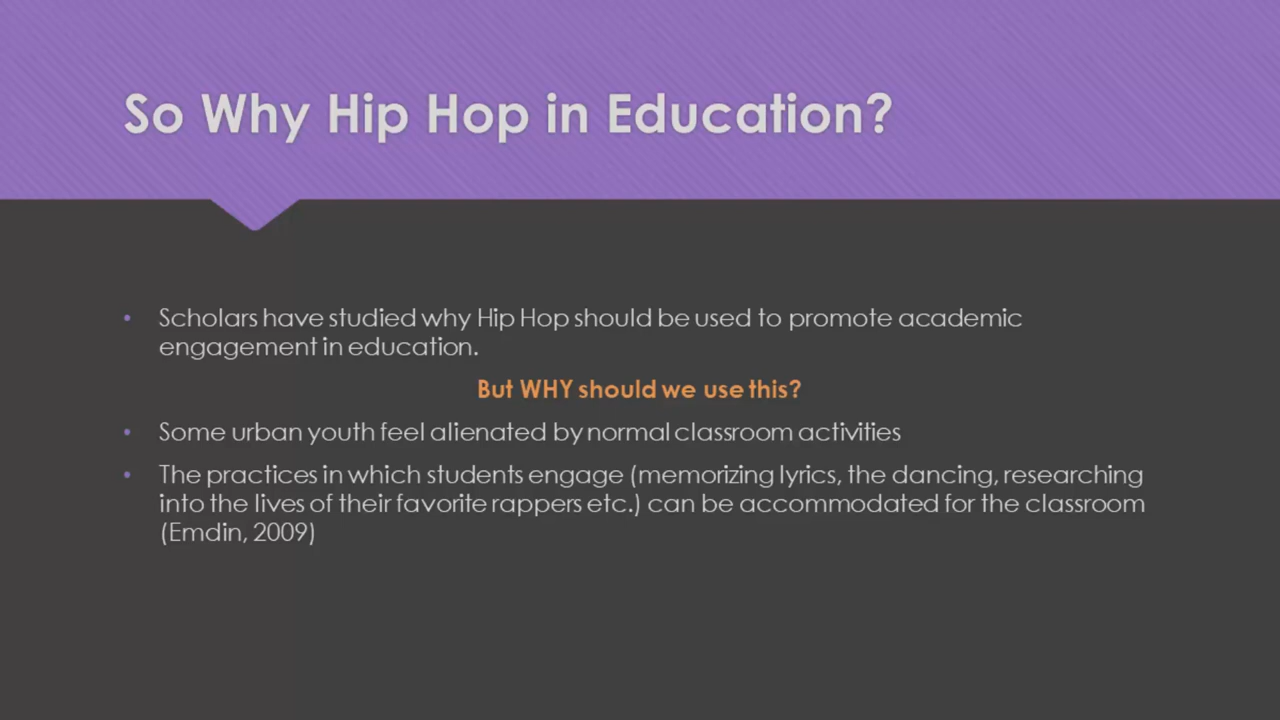 So Why Hip Hop in Education?
• Scholars have studied why Hip Hop should be used to promote academic
engagement in education.
But WHY should we use this?
• Some urban youth feel alienated by normal classroom activities
• The practices in which students engage (memorizing lyrics, the dancing, researching
into the lives of their favorite rappers etc.) can be accommodated for the classroom
(Emdin, 2009)